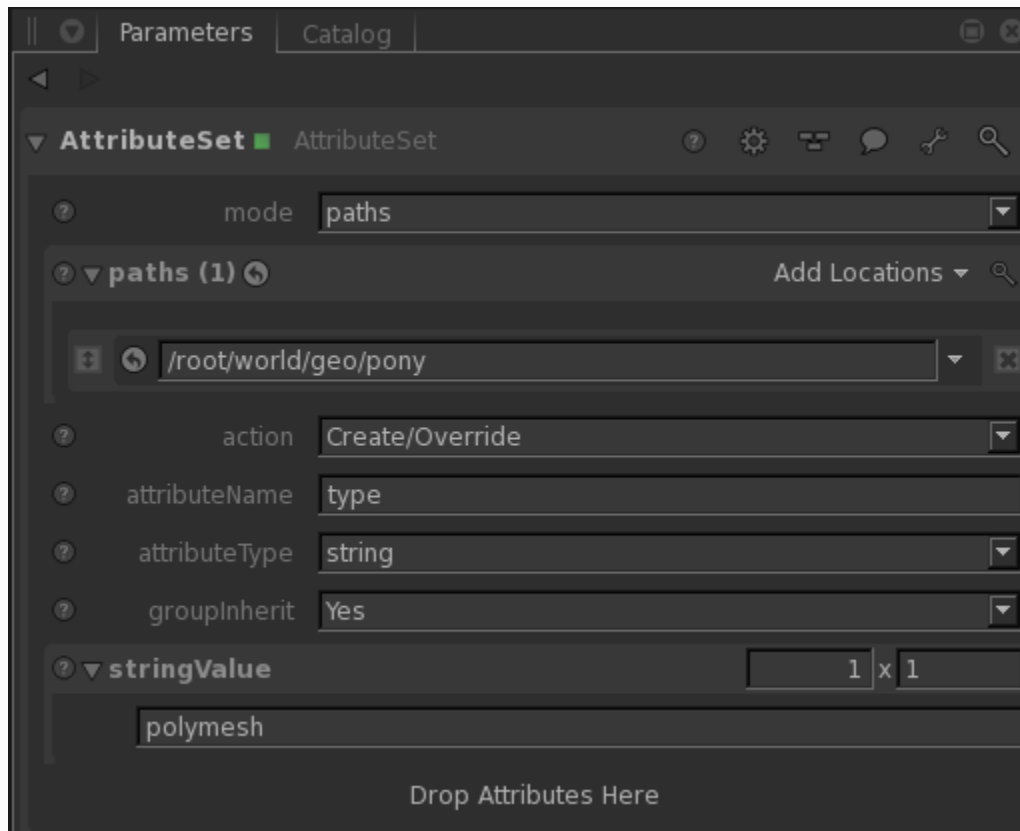 Parameters Catalog
AttributeSet AttributeSet
mode paths
paths (1) Add Locations
/root/world/geo/pony
action Create/Override
attributeName type
attributeType string
groupInherit Yes
stringValue 1 x 1
polymesh
Drop Attributes Here